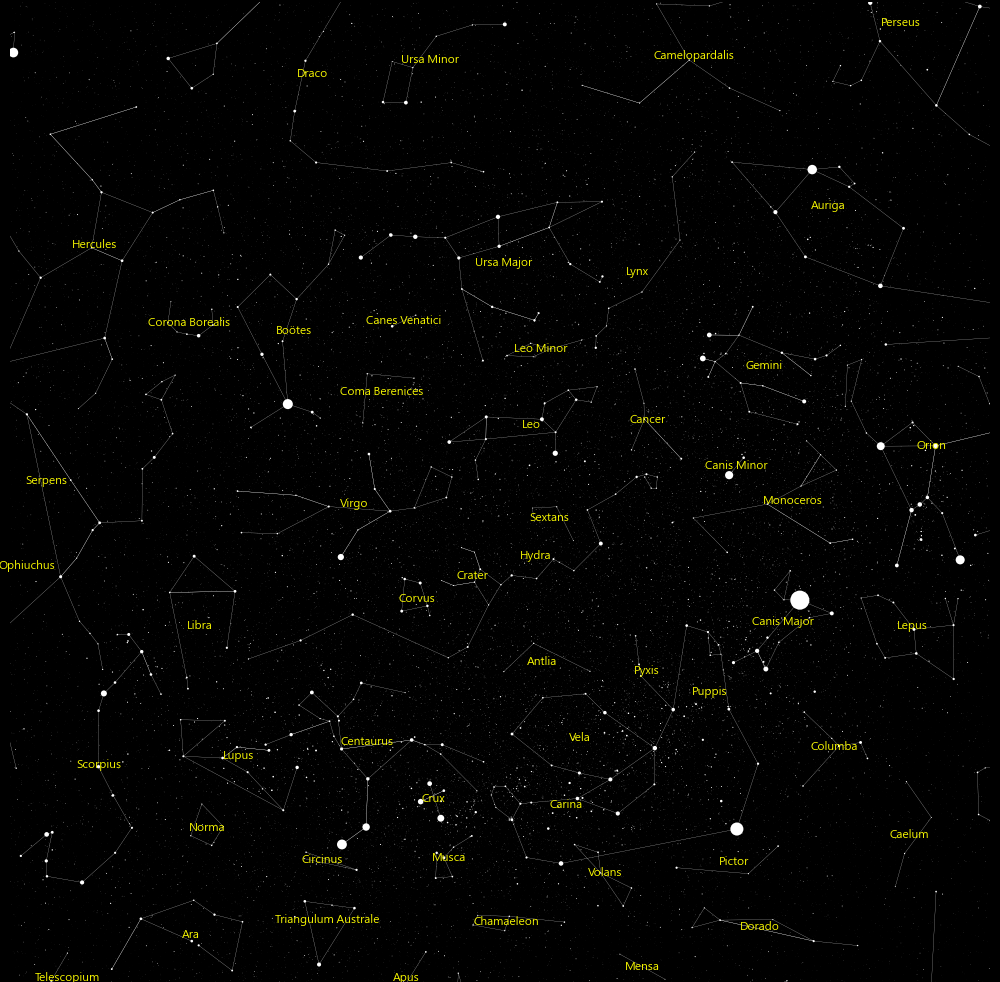 Perseus
Ursa Minor
Camelopardalis
Draco
Auriga
Hercules
Ursa Major
Lynx
Corona Borealis
Boötes
Canes Venatici
Leo Minor
Gemini
Coma Berenices
Leo
Cancer
Orion
Canis Minor
Serpens
Virgo
Monoceros
Sextans
Hydra
Ophiuchus
Crater
Corvus
Libra
Canis Major
Lepus
Antlia
Pyxis
Puppis
Centaurus
Vela
Lupus
Columba
Scorpius
Crux
Carina
Norma
Caelum
Circinus
Musca
Pictor
Volans
Triangulum Australe
Chamaeleon
Dorado
Ara
Mensa
Telescopium
Apus